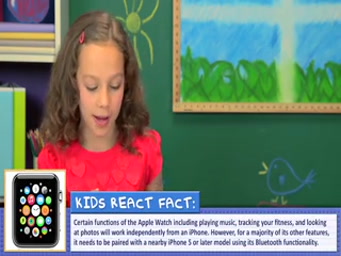 KIDS REACT FACT:
Certain functions of the Apple Watch including playing music, tracking your fitness, and looking
at photos will work independently from an iPhone. However, for a majority of its other features,
it needs to be paired with a nearby iPhone 5 or later model using its Bluetooth functionality.